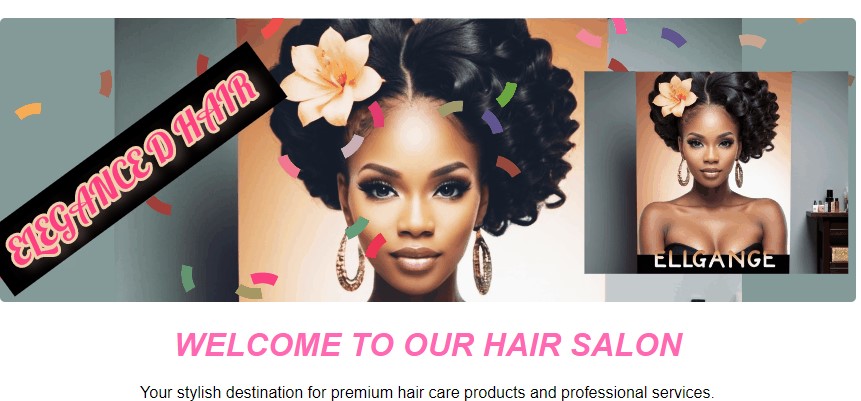 ELEGANCE D HAIR
ELLGANGE
WELCOME TO OUR HAIR SALON
Your stylish destination for premium hair care products and professional services.